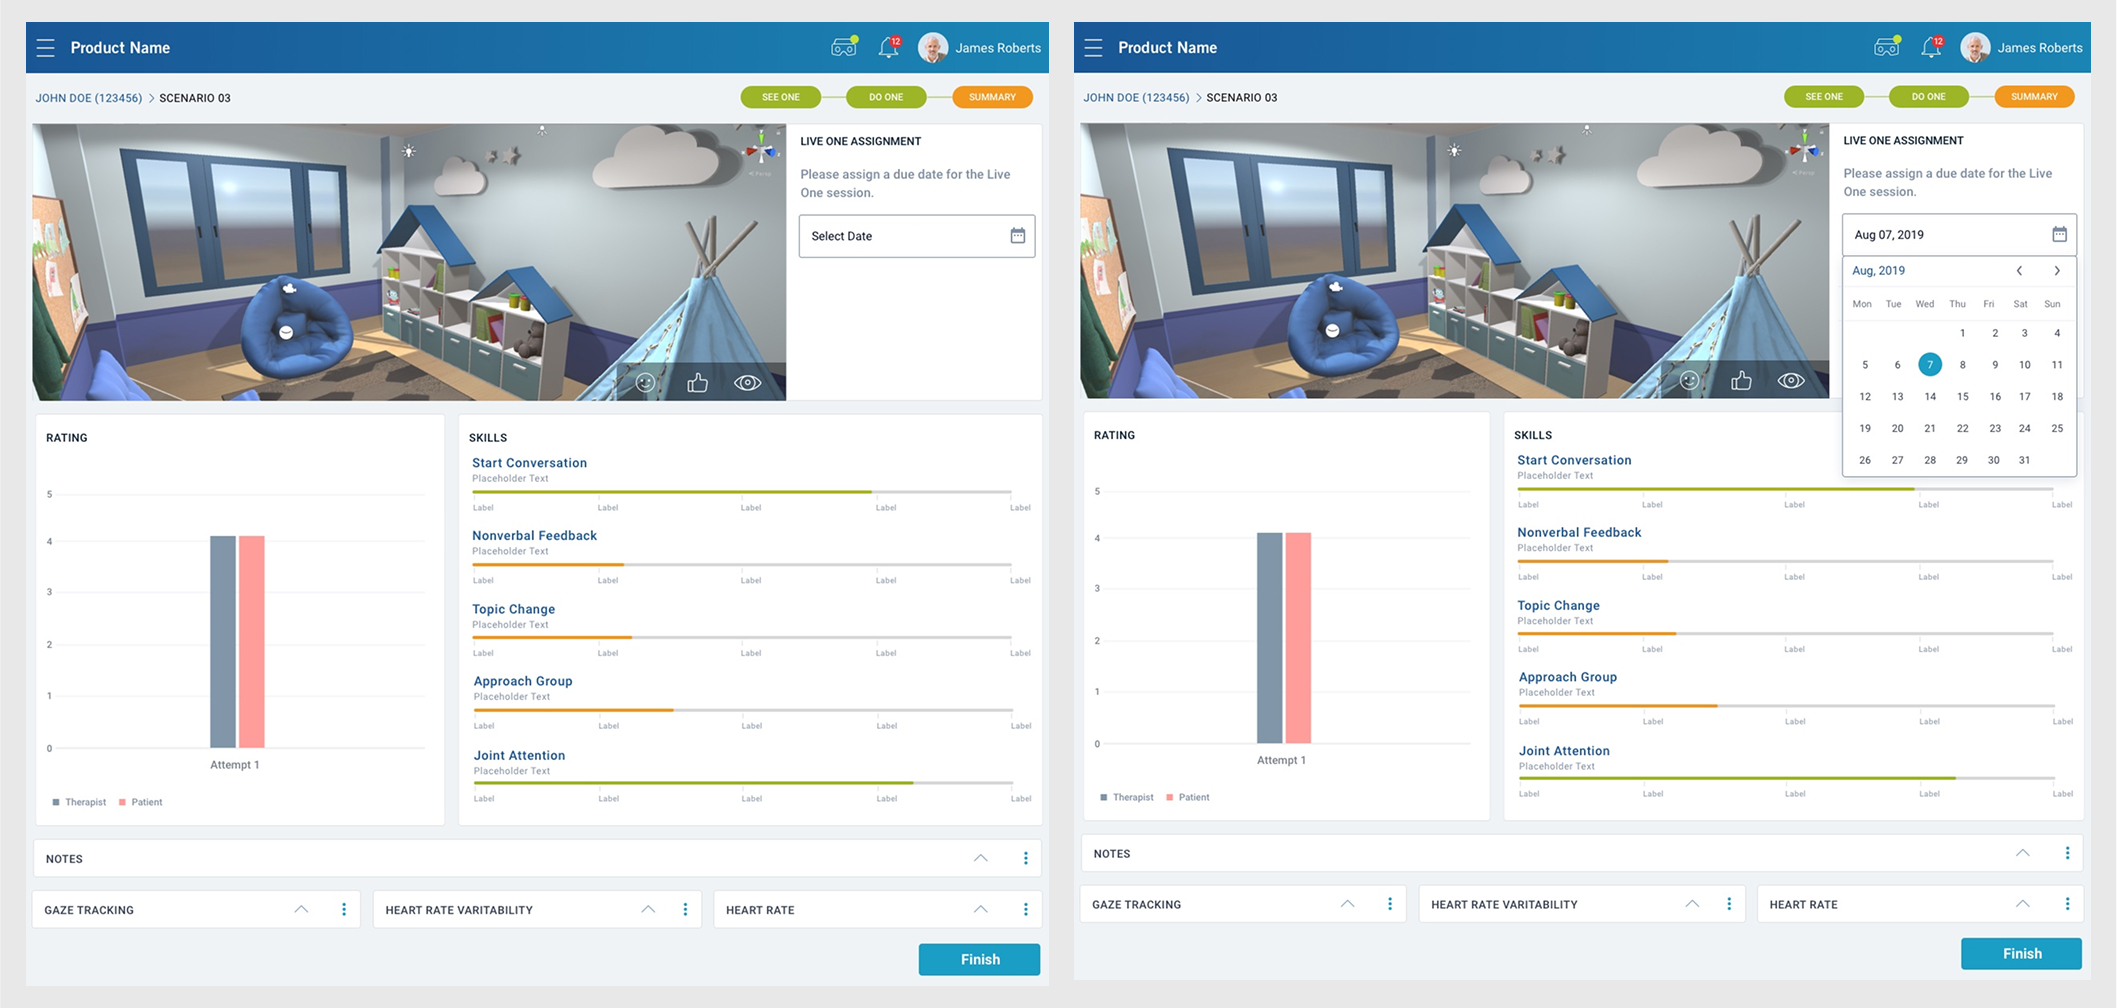 Product Name
12
James Roberts
JOHN DOE (123456) > SCENARIO 03
SEE ONE
DO ONE
SUMMARY
LIVE ONE ASSIGNMENT
Please assign a due date for the Live
One session.
Select Date
RATING
5
4
3
2
1
0
Attempt 1
Therapist
Patient
SKILLS
Start Conversation
Placeholder Text
Label Label Label Label Label
Nonverbal Feedback
Placeholder Text
Label Label Label Label Label
Topic Change
Placeholder Text
Label Label Label Label Label
Approach Group
Placeholder Text
Label Label Label Label Label
Joint Attention
Placeholder Text
Label Label Label Label Label
NOTES
GAZE TRACKING
HEART RATE VARITABILITY
HEART RATE
Finish
Product Name
12
James Roberts
JOHN DOE (123456) > SCENARIO 03
SEE ONE
DO ONE
SUMMARY
LIVE ONE ASSIGNMENT
Please assign a due date for the Live
One session.
Aug 07, 2019
Aug, 2019
Mon Tue Wed Thu Fri Sat Sun
1 2 3 4
5 6 7 8 9 10 11
12 13 14 15 16 17 18
19 20 21 22 23 24 25
26 27 28 29 30 31
RATING
5
4
3
2
1
0
Attempt 1
Therapist
Patient
SKILLS
Start Conversation
Placeholder Text
Label Label Label Label Label
Nonverbal Feedback
Placeholder Text
Label Label Label Label Label
Topic Change
Placeholder Text
Label Label Label Label Label
Approach Group
Placeholder Text
Label Label Label Label Label
Joint Attention
Placeholder Text
Label Label Label Label Label
NOTES
GAZE TRACKING
HEART RATE VARITABILITY
HEART RATE
Finish